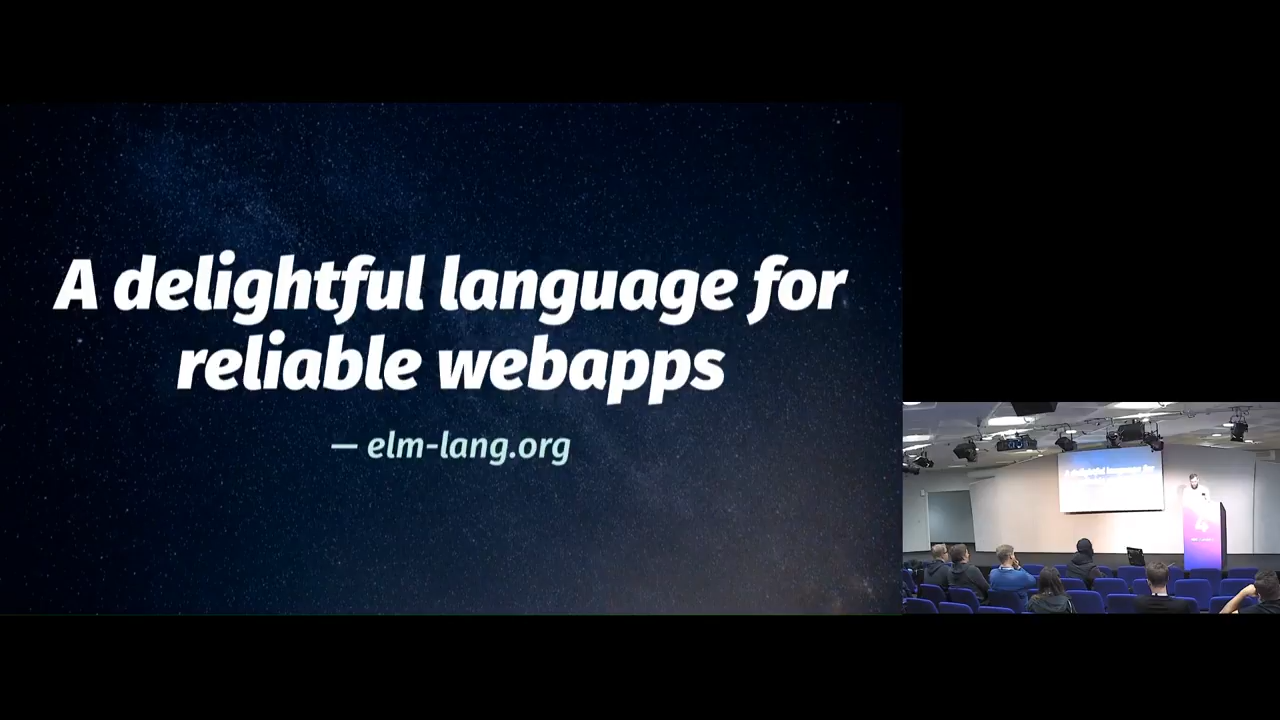 A delightful language for
reliable webapps
— elm-lang.org